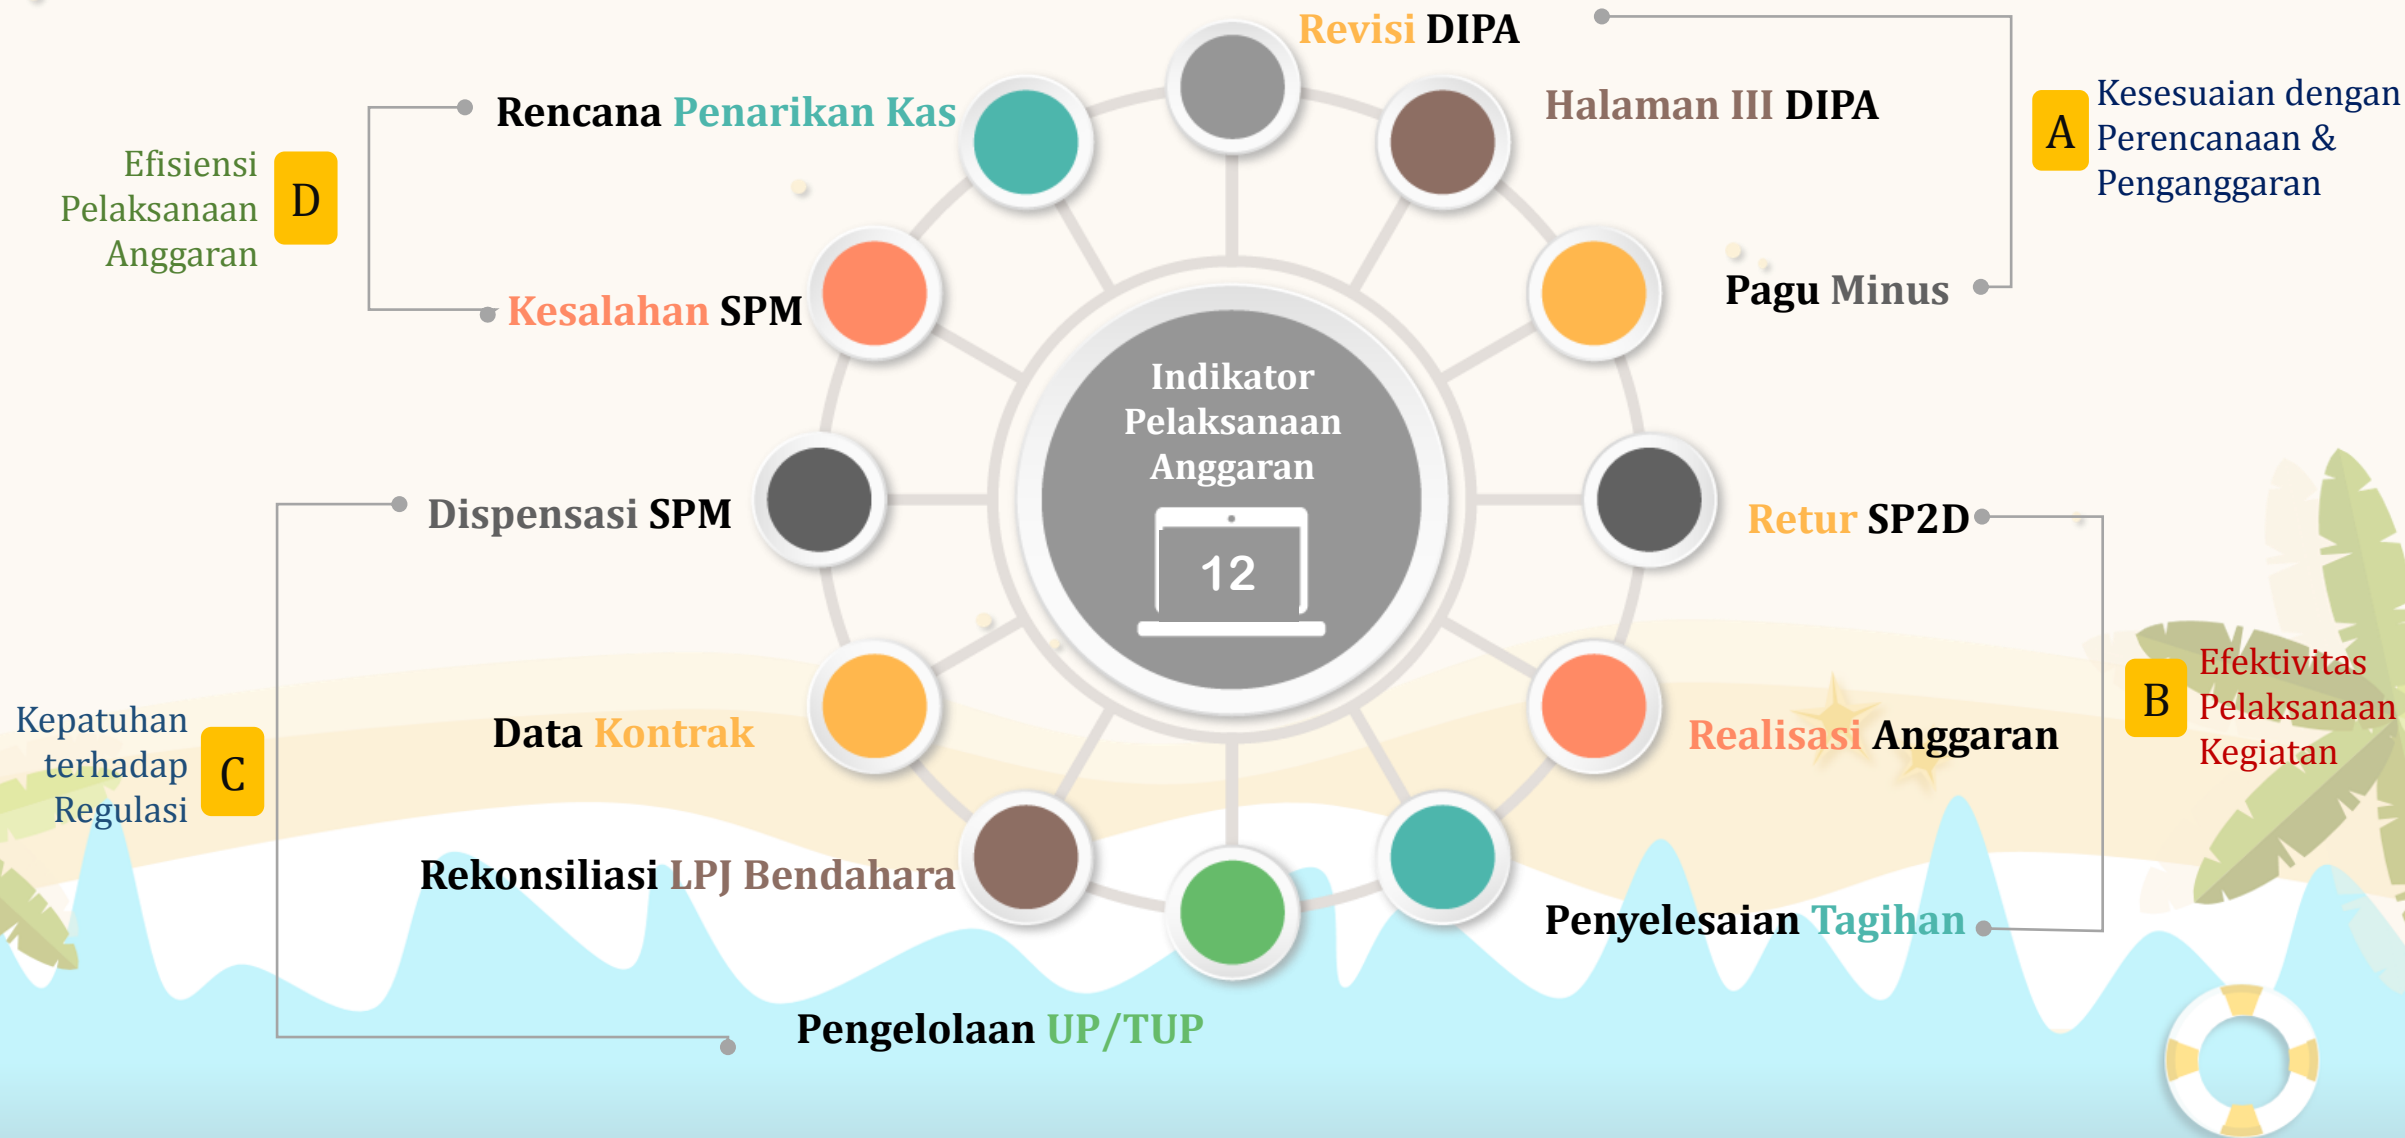 Revisi DIPA
Halaman III DIPA
Pagu Minus
A
Kesesuaian dengan
Perencanaan &
Penganggaran
Retur SP2D
Realisasi Anggaran
Penyelesaian Tagihan
B
Efektivitas
Pelaksanaan
Kegiatan
Pengelolaan UP/TUP
Rekonsiliasi LPJ Bendahara
Data Kontrak
Dispensasi SPM
Kepatuhan
terhadap
Regulasi
C
Kesalahan SPM
Rencana Penarikan Kas
Efisiensi
Pelaksanaan
Anggaran
D
Indikator
Pelaksanaan
Anggaran
12